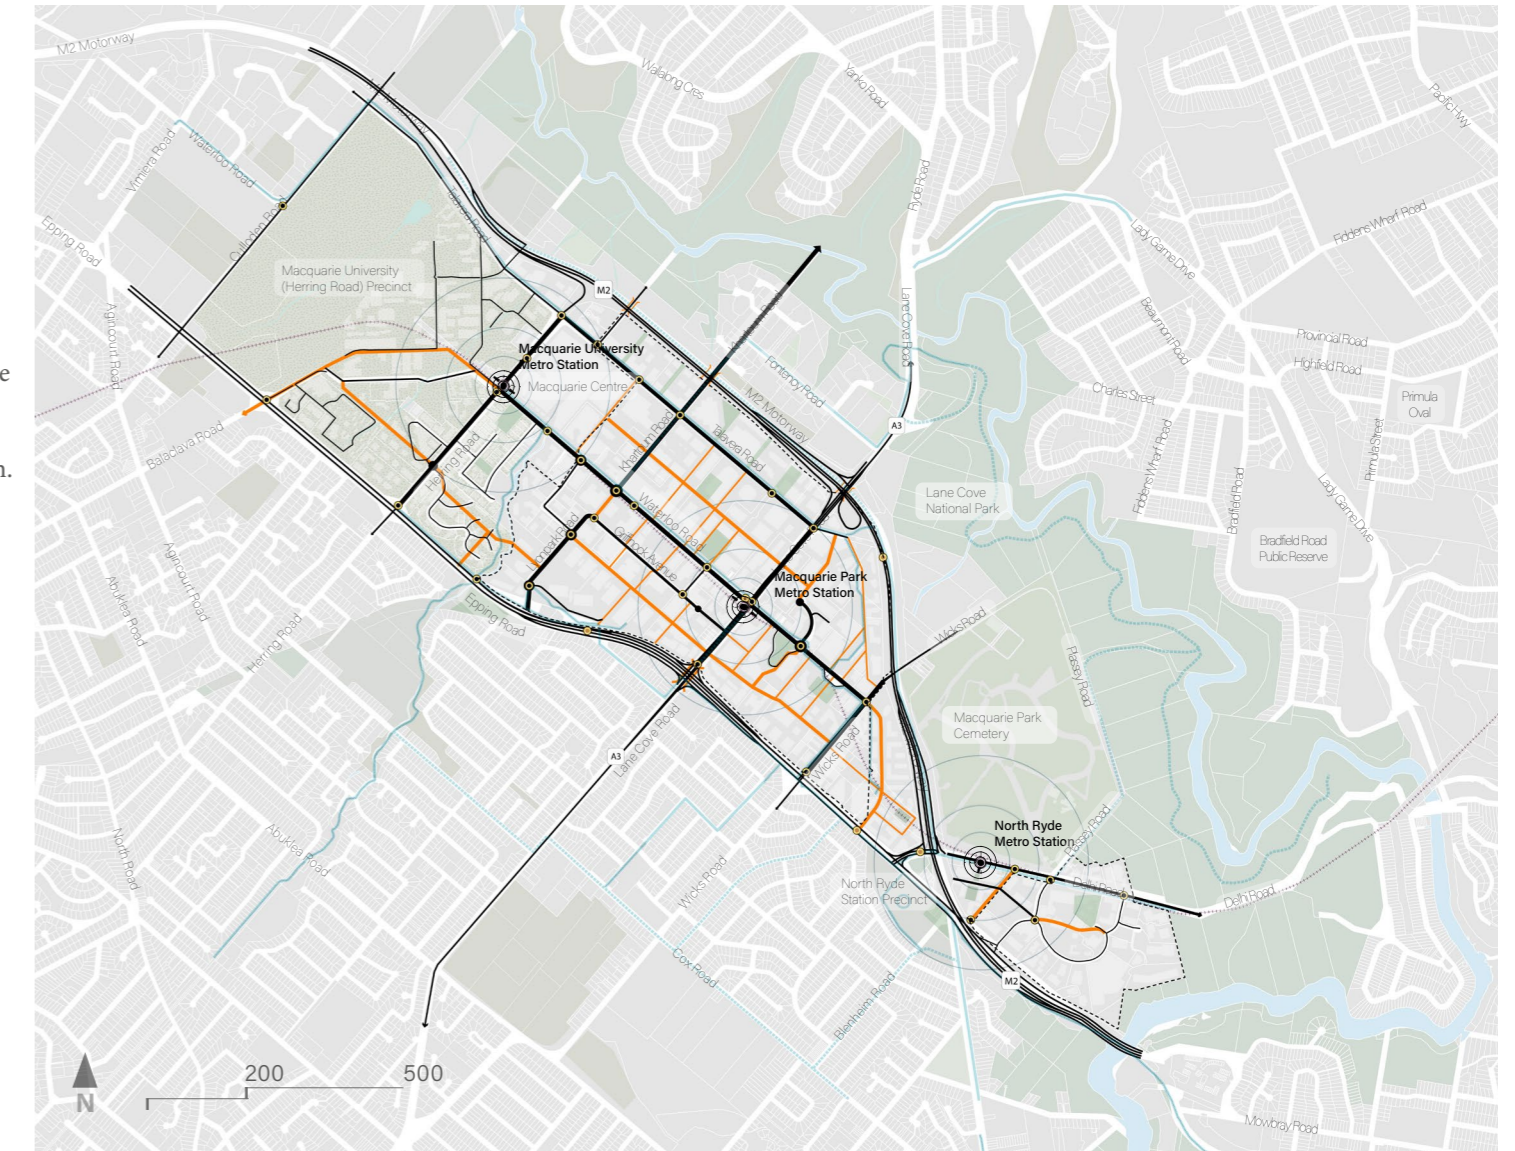 M2 Motorway
Wallalong Cres
Yanko Road
Pacific Hwy
Vimiera Road
Waterloo Road
Ryde Road
Fiddens Wharf Road
Epping Road
Culloden Road
Talavera Road
Lady Game Drive
Macquarie University
(Herring Road) Precinct
M2
Agincourt Road
Lane Cove Road
Beaumont Road
Provincial Road
Highfield Road
Macquarie University
Metro Station
Macquarie Centre
Fontenoy Road
e
Charles Street
Primula
Oval
M2 Motorway
A3
Balaclava Road
Herring Road
Khartoum Road
Talavera Road
Fiddens Wharf Road
Primula Street
n.
Bradfield Road
Lady Game Drive
Lane Cove
National Park
Waterloo Road
Bradfield Road
Public Reserve
Agincourt Road
Abuklea Road
Macquarie Park
Metro Station
Epping Road
Herring Road
Wicks Road
Plassey Road
Macquarie Park
Cemetery
A3
Lane Cove Road
Wicks Road
North Road
Abuklea Road
North Ryde
Metro Station
Plassey Road
Wicks Road
North Ryde
Station Precinct
Delhi Road
Delhi Road
Cox Road
M2
Blenheim Road
200
500
N
Mowbray Road